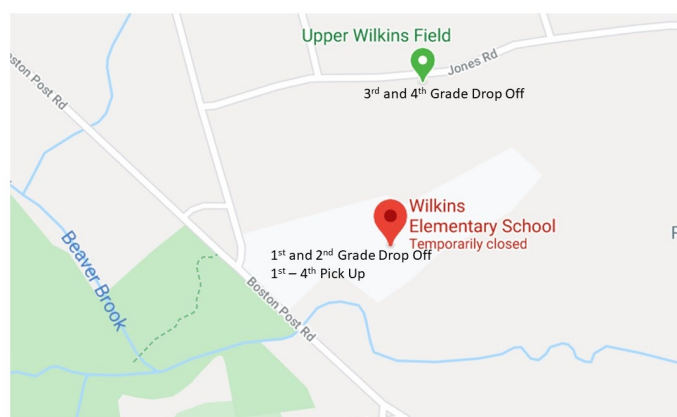 Upper Wilkins Field
Jones Rd
3rd and 4th Grade Drop Off
oston Post Rd
Wilkins
Elementary School
Temporarily closed
1st and 2nd Grade Drop Off
1st – 4th Pick Up
Beaver Brook
Boston Post Rd